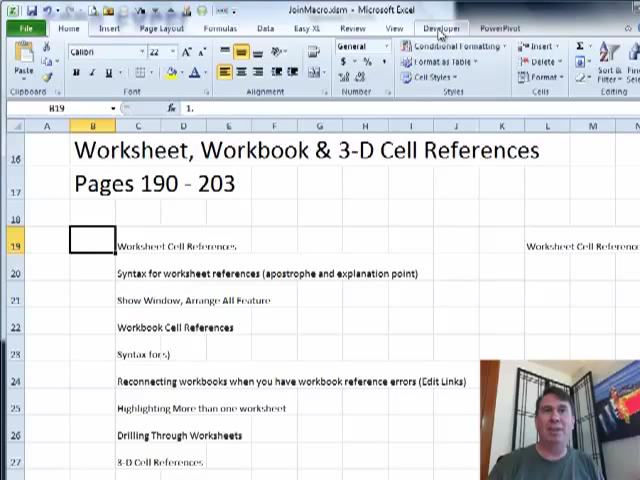 JoinMacro.xlsm - Microsoft Excel
File Home Insert Page Layout Formulas Data Easy-XL Review View Developer PowerPivot
Calibri 22 A A General Conditional Formatting Insert Σ
Paste B I U A $ % , Format as Table Delete Sort & Filter
Cell Styles Format
Clipboard Font Alignment Number Styles Cells Editing
B19 fx 1.
A B C D E F G H I J K L M
16 Worksheet, Workbook & 3-D Cell References
17 Pages 190 - 203
18
19 Worksheet Cell References Worksheet Cell Reference
20 Syntax for worksheet references (apostrophe and explanation point)
21 Show Window, Arrange All Feature
22 Workbook Cell References
23 Syntax for s)
24 Reconnecting workbooks when you have workbook reference errors (Edit Links)
25 Highlighting More than one worksheet
26 Drilling Through Worksheets
27 3-D Cell References